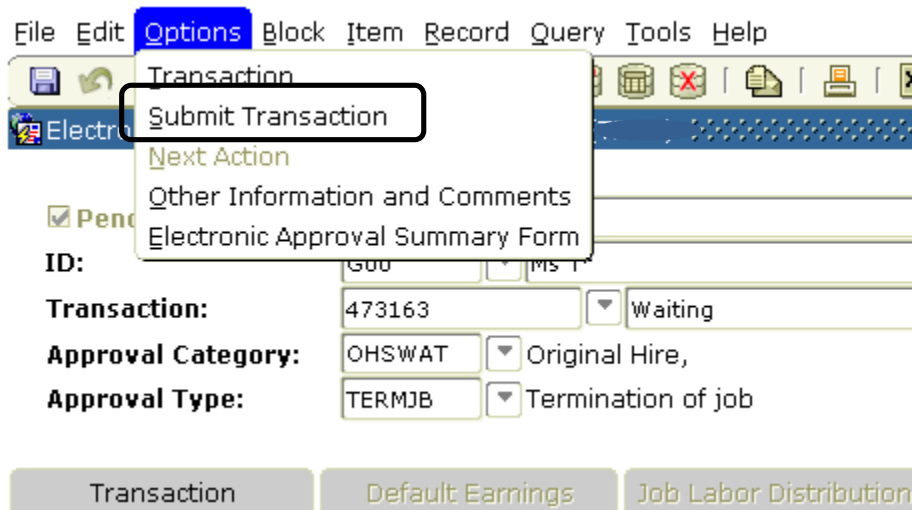 File Edit Options Block Item Record Query Tools Help
Transaction
Submit Transaction
Electro
Next Action
Other Information and Comments
Pend
Electronic Approval Summary Form
ID: G00 Ms
Transaction: 473163 Waiting
Approval Category: OHSWAT Original Hire,
Approval Type: TERMJB Termination of job
Transaction Default Earnings Job Labor Distribution